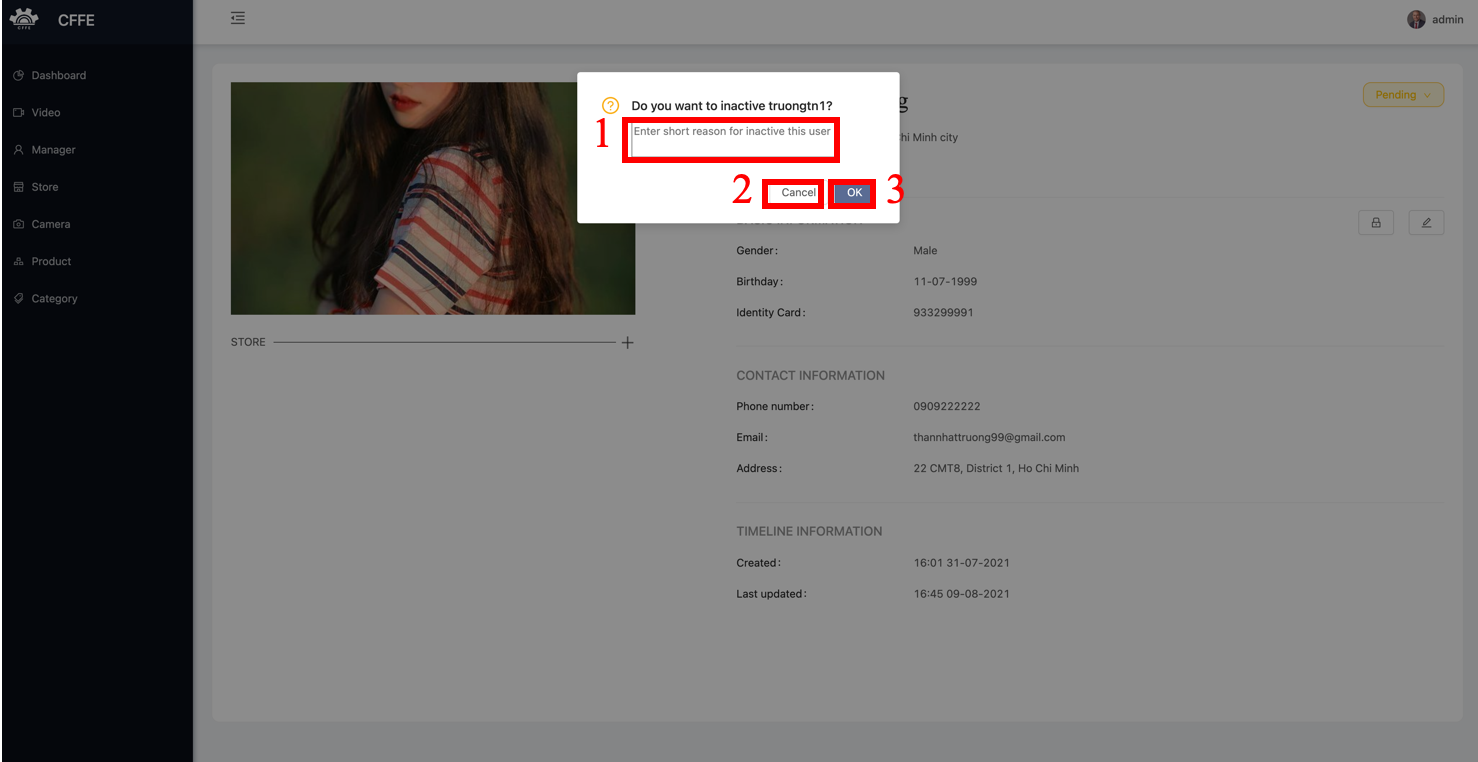 CFFE
CFFE
admin
Dashboard
Video
Manager
Store
Camera
Product
Category
Do you want to inactive truongtn1?
1
Enter short reason for inactive this user
2
Cancel
OK
3
g
Pending
hi Minh city
Gender:
Male
Birthday:
11-07-1999
Identity Card:
933299991
STORE
CONTACT INFORMATION
Phone number:
0909222222
Email:
thannhattruong99@gmail.com
Address:
22 CMT8, District 1, Ho Chi Minh
TIMELINE INFORMATION
Created:
16:01 31-07-2021
Last updated:
16:45 09-08-2021